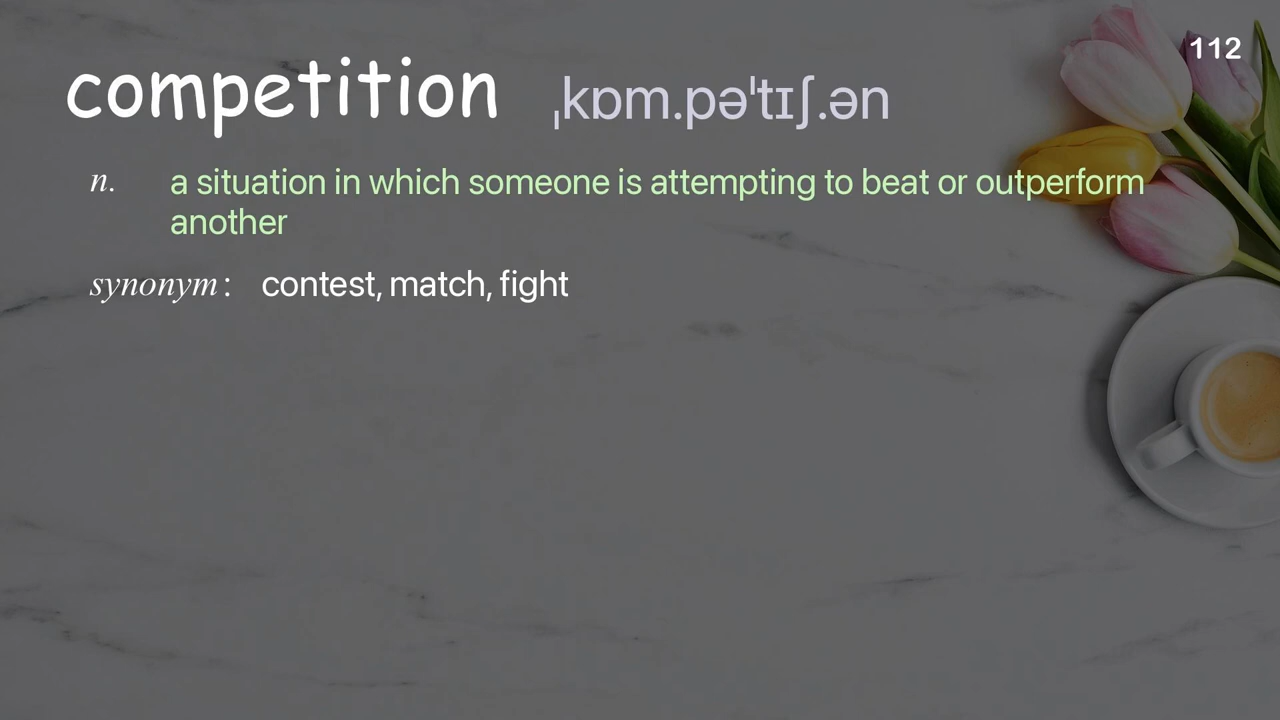 112
competition ˌkɒm.pəˈtɪʃ.ən
n. a situation in which someone is attempting to beat or outperform
another
synonym: contest, match, fight